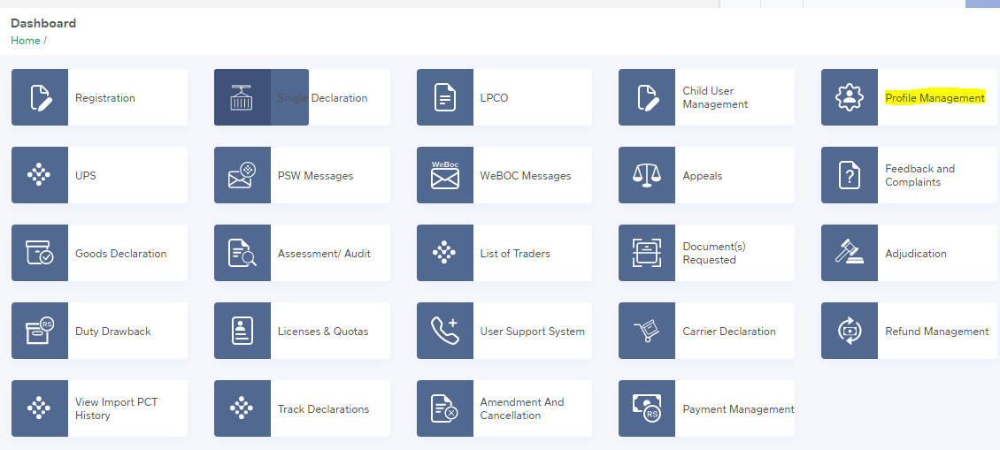 Dashboard
Home /
Registration
Single Declaration
LPCO
Child User
Management
Profile Management
UPS
PSW Messages
WeBoc
WeBOC Messages
Appeals
?
Feedback and
Complaints
Goods Declaration
Assessment/ Audit
List of Traders
Document(s)
Requested
Adjudication
RS
Duty Drawback
Licenses & Quotas
User Support System
Carrier Declaration
Refund Management
View Import PCT
History
Track Declarations
Amendment And
Cancellation
RS
Payment Management